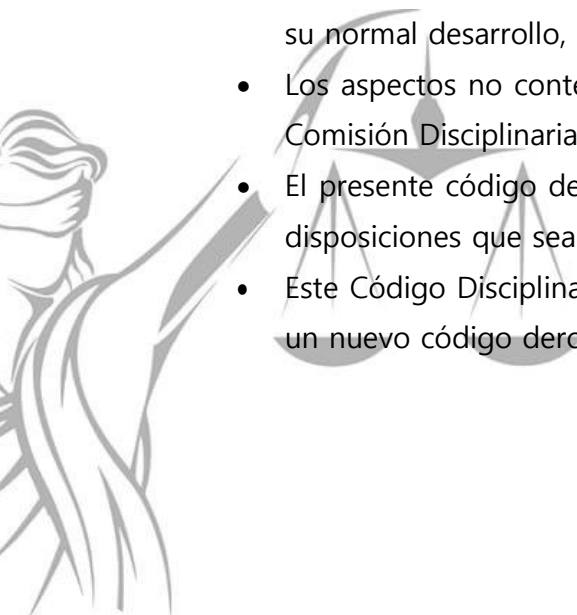 su normal desarrollo,
• Los aspectos no conte
Comisión Disciplinaria
• El presente código de
disposiciones que sea
• Este Código Disciplina
un nuevo código dero